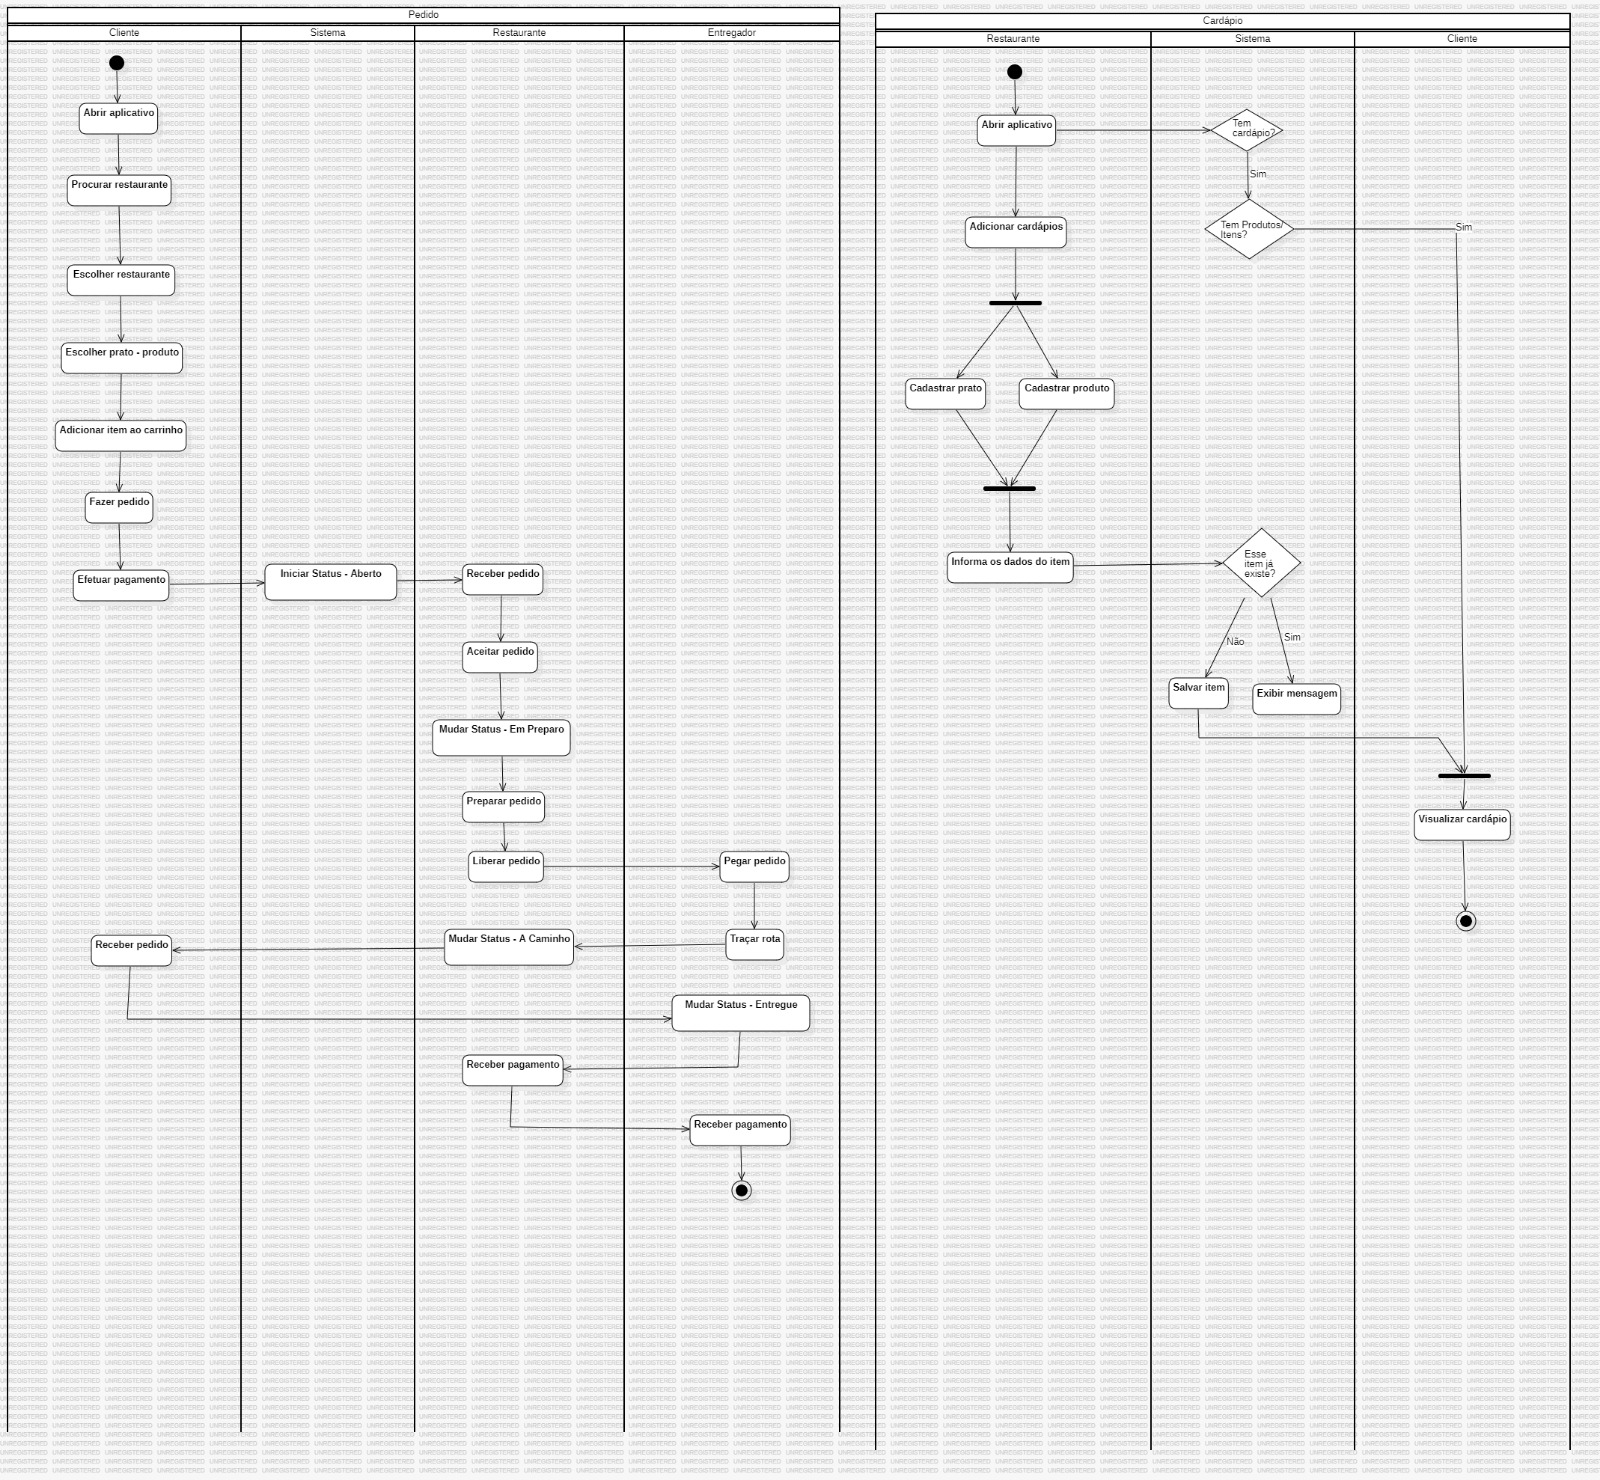 Pedido
Cliente
Sistema
Restaurante
Entregador
Abrir aplicativo
Procurar restaurante
Escolher restaurante
Escolher prato - produto
Adicionar item ao carrinho
Fazer pedido
Efetuar pagamento
Iniciar Status - Aberto
Receber pedido
Aceitar pedido
Mudar Status - Em Preparo
Preparar pedido
Liberar pedido
Pegar pedido
Traçar rota
Mudar Status - A Caminho
Receber pedido
Mudar Status - Entregue
Receber pagamento
Receber pagamento
Cardápio
Restaurante
Sistema
Cliente
Abrir aplicativo
Tem
cardápio?
Sim
Tem Produtos/
Itens?
Sim
Adicionar cardápios
Cadastrar prato
Cadastrar produto
Informa os dados do item
Esse
item já
existe?
Não
Sim
Salvar item
Exibir mensagem
Visualizar cardápio
UNREGISTERED